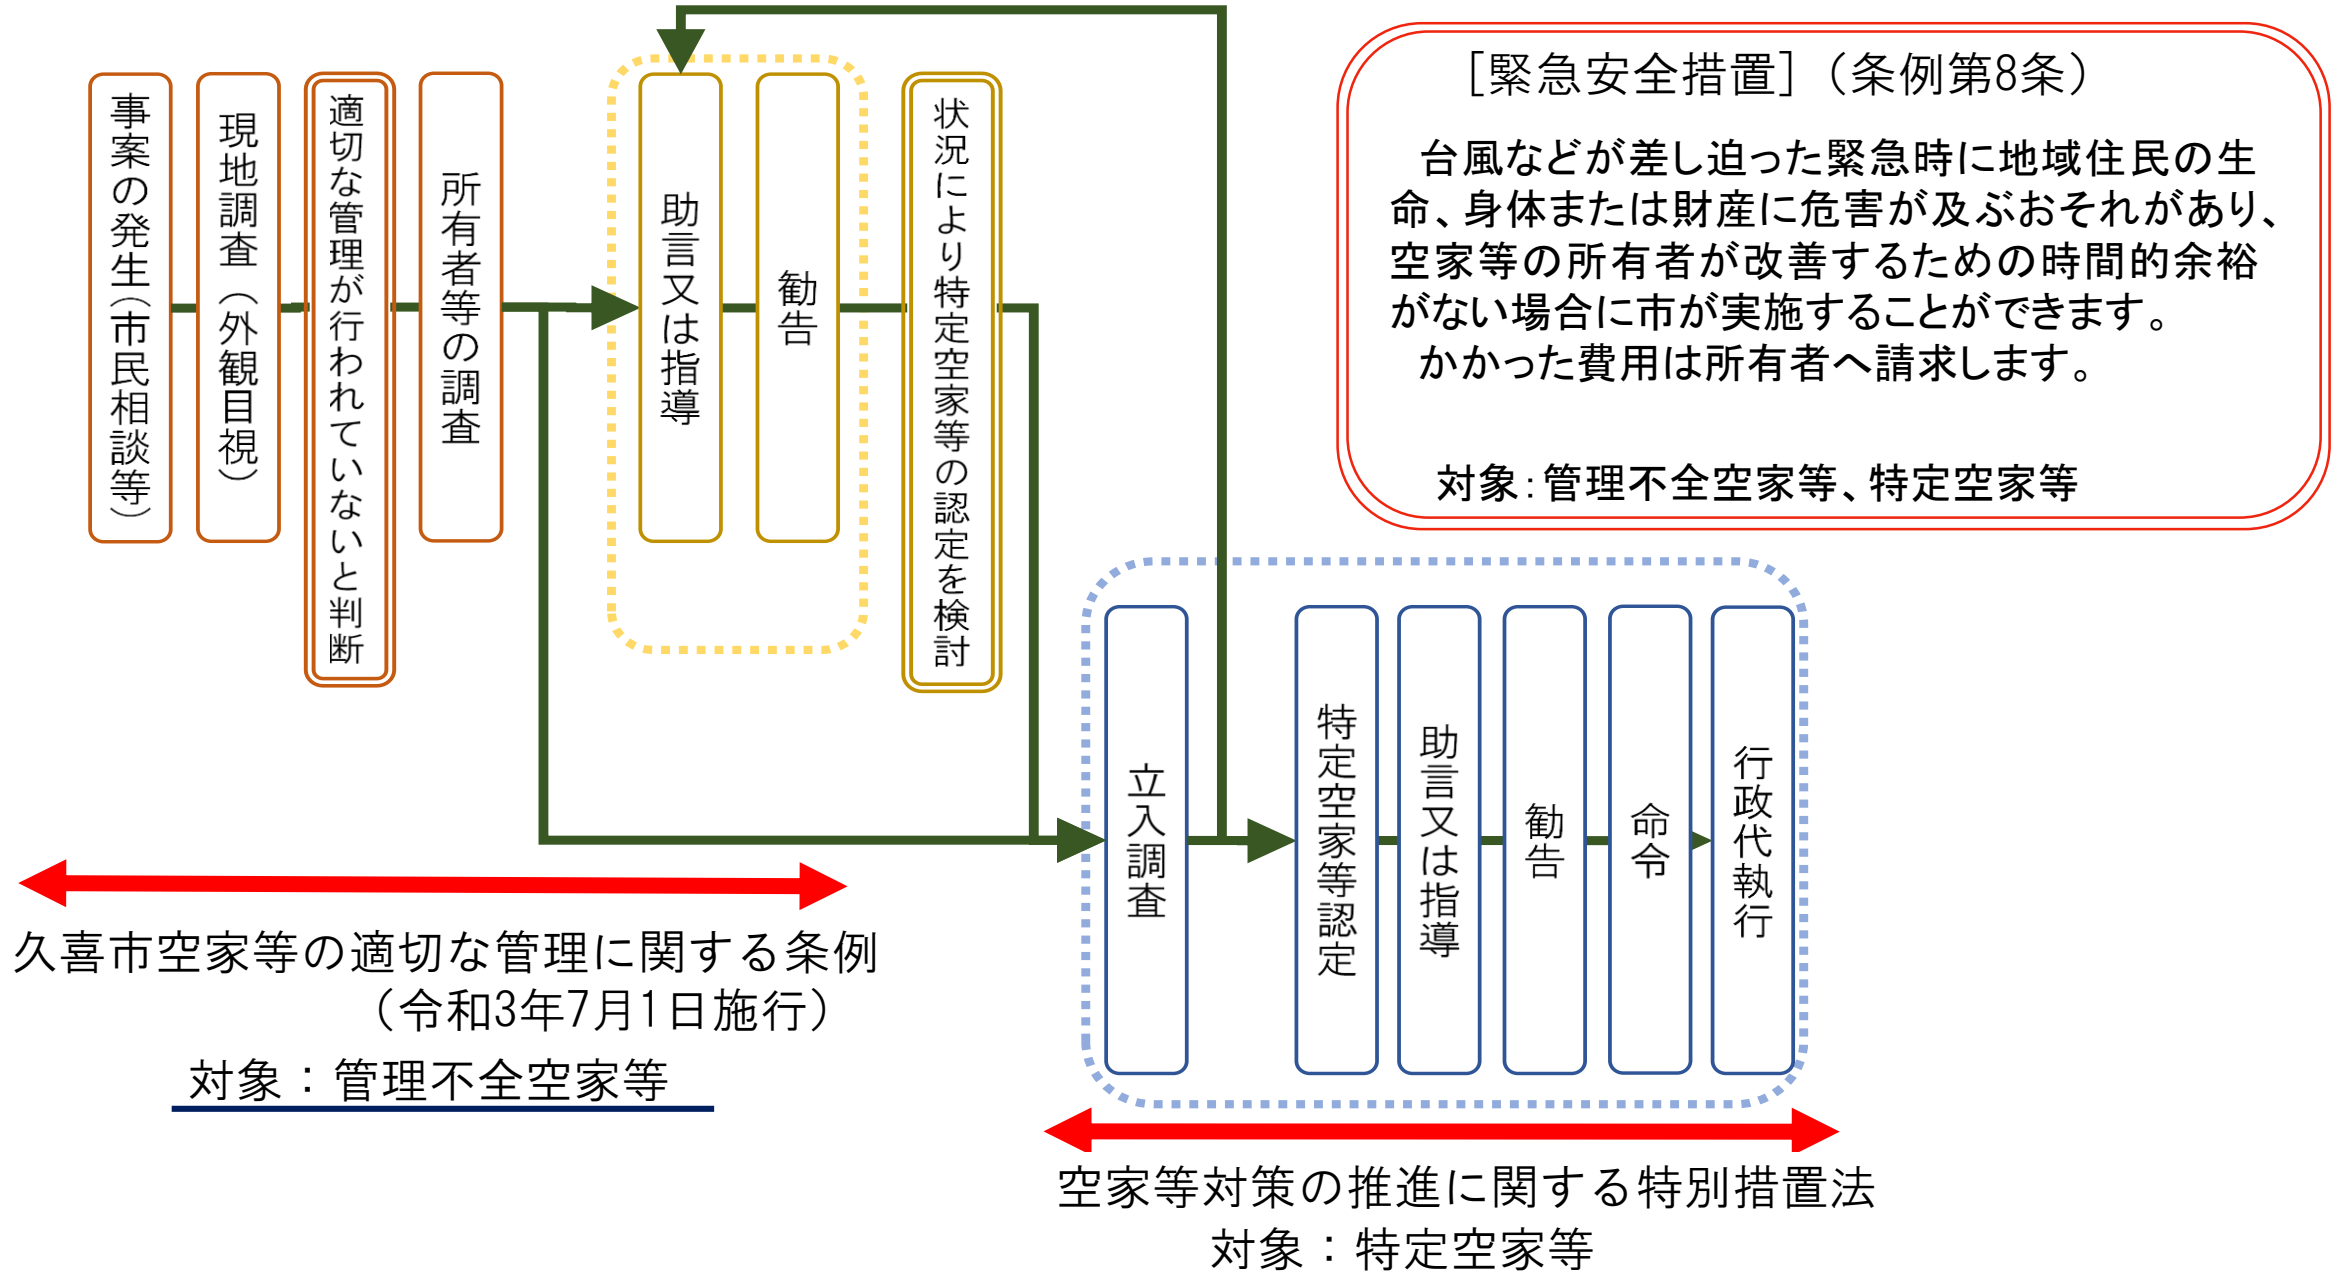 事案の発生（市民相談等）
現地調査（外観目視）
適切な管理が行われていないと判断
所有者等の調査
助言又は指導
勧告
状況により特定空家等の認定を検討
［緊急安全措置］（条例第8条）
台風などが差し迫った緊急時に地域住民の生
命、身体または財産に危害が及ぶおそれがあり、
空家等の所有者が改善するための時間的余裕
がない場合に市が実施することができます。
かかった費用は所有者へ請求します。
対象：管理不全空家等、特定空家等
立入調査
特定空家等認定
助言又は指導
勧告
命令
行政代執行
久喜市空家等の適切な管理に関する条例
（令和3年7月1日施行）
対象：管理不全空家等
空家等対策の推進に関する特別措置法
対象：特定空家等